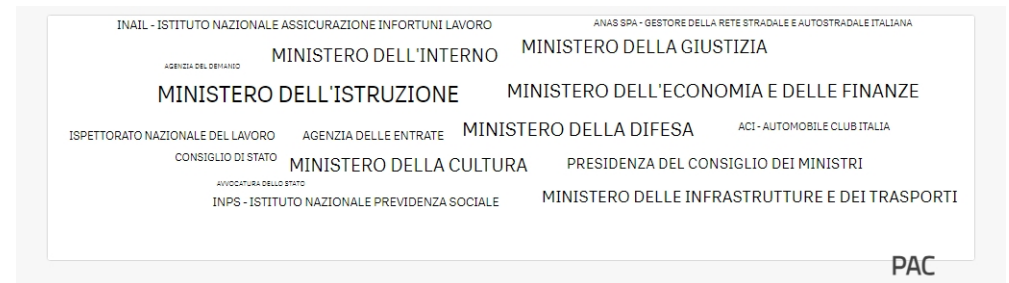 INAIL - ISTITUTO NAZIONALE ASSICURAZIONE INFORTUNI LAVORO
ANAS SPA - GESTORE DELLA RETE STRADALE E AUTOSTRADALE ITALIANA
MINISTERO DELL'INTERNO
MINISTERO DELLA GIUSTIZIA
AGENZIA DEL DEMANIO
MINISTERO DELL'ISTRUZIONE
MINISTERO DELL'ECONOMIA E DELLE FINANZE
ISPETTORATO NAZIONALE DEL LAVORO
AGENZIA DELLE ENTRATE
MINISTERO DELLA DIFESA
ACI - AUTOMOBILE CLUB ITALIA
CONSIGLIO DI STATO
MINISTERO DELLA CULTURA
PRESIDENZA DEL CONSIGLIO DEI MINISTRI
AVVOCATURA DELLO STATO
INPS - ISTITUTO NAZIONALE PREVIDENZA SOCIALE
MINISTERO DELLE INFRASTRUTTURE E DEI TRASPORTI
PAC